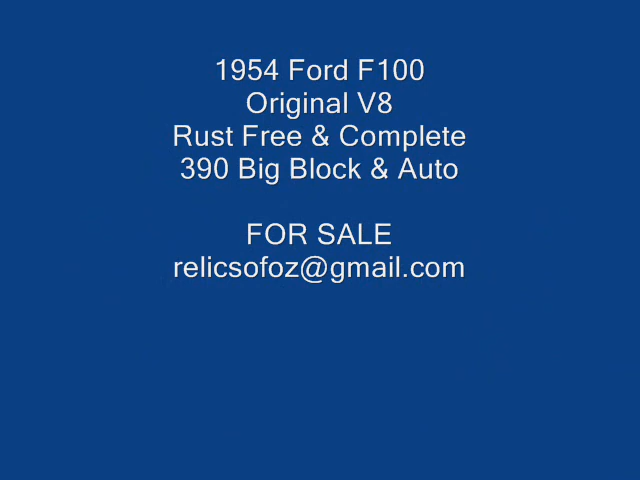 1954 Ford F100
Original V8
Rust Free & Complete
390 Big Block & Auto
FOR SALE
relicsofoz@gmail.com